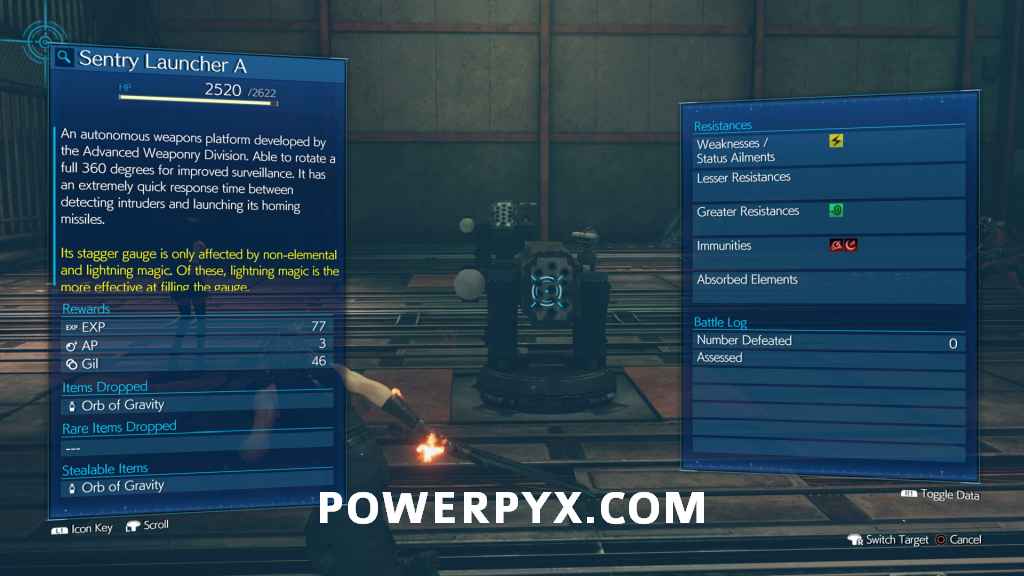 Sentry Launcher A
HP 2520 /2622
An autonomous weapons platform developed by
the Advanced Weaponry Division. Able to rotate a
full 360 degrees for improved surveillance. It has
an extremely quick response time between
detecting intruders and launching its homing
missiles.
Its stagger gauge is only affected by non-elemental
and lightning magic. Of these, lightning magic is the
more effective at filling the gauge.
Rewards
EXP EXP 77
AP 3
Gil 46
Items Dropped
Orb of Gravity
Rare Items Dropped
---
Stealable Items
Orb of Gravity
L1 Icon Key Scroll
Resistances
Weaknesses /
Status Ailments
Lesser Resistances
Greater Resistances
Immunities
Absorbed Elements
Battle Log
Number Defeated 0
Assessed
R1 Toggle Data
R Switch Target Cancel
POWERPYX.COM